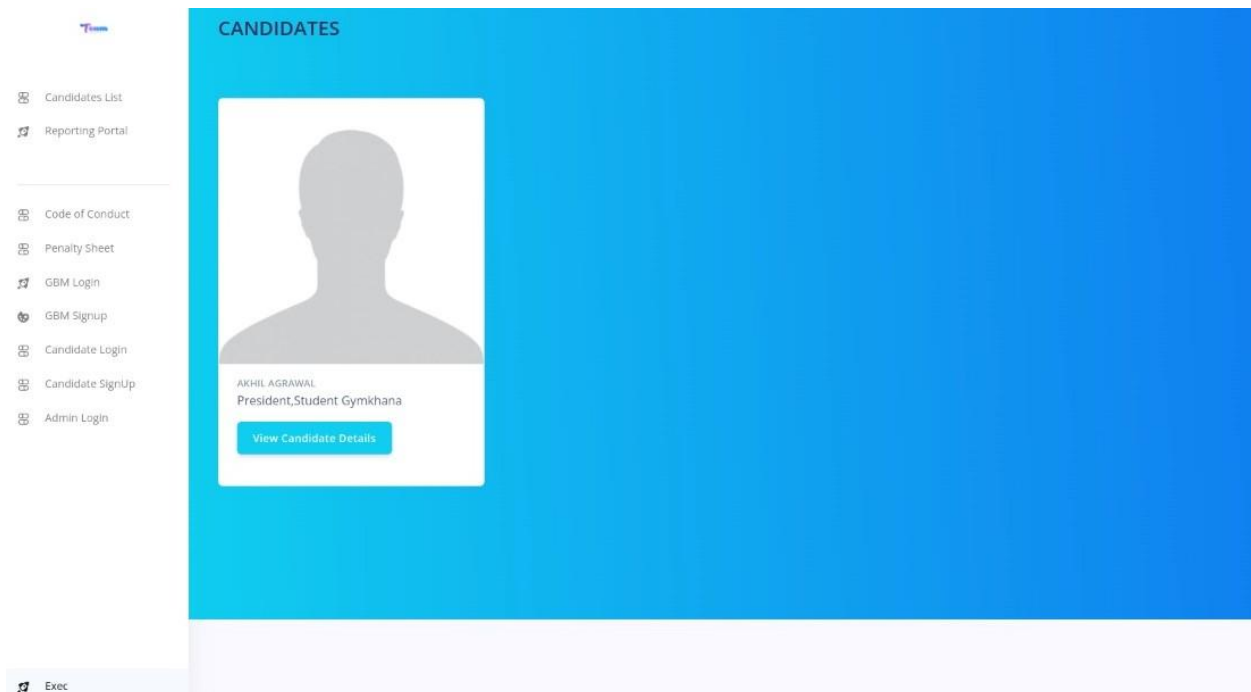 Team
CANDIDATES
Candidates List
Reporting Portal
Code of Conduct
Penalty Sheet
GBM Login
GBM Signup
Candidate Login
Candidate SignUp
Admin Login
AKHIL AGRAWAL
President,Student Gymkhana
View Candidate Details
Exec